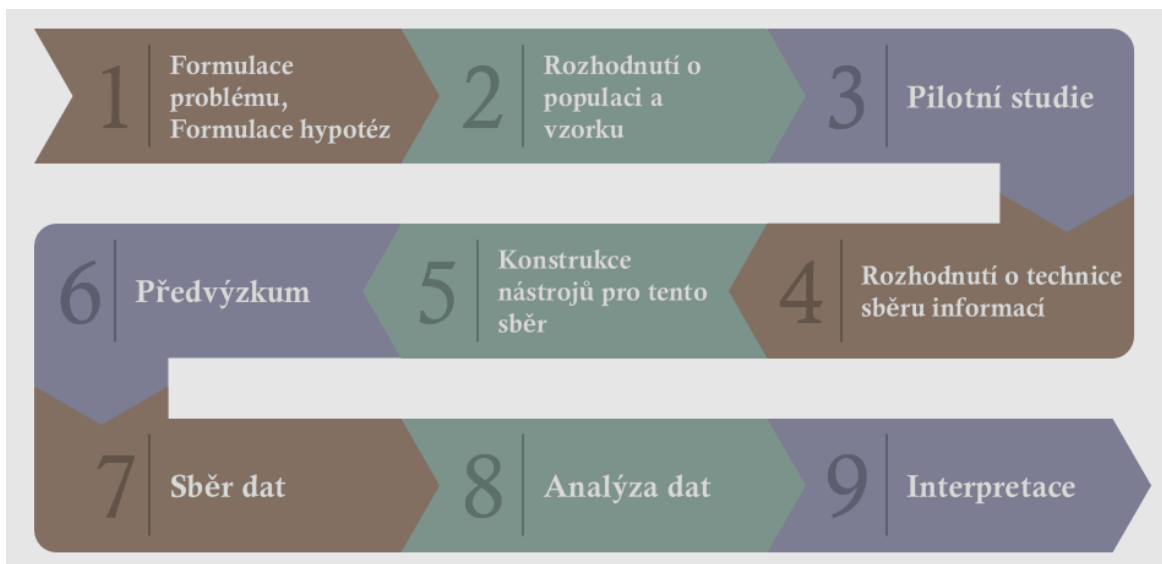 1
Formulace
problému,
Formulace hypotéz
2
Rozhodnutí o
populaci a
vzorku
3
Pilotní studie
4
Rozhodnutí o technice
sběru informací
5
Konstrukce
nástrojů pro tento
sběr
6
Předvýzkum
7
Sběr dat
8
Analýza dat
9
Interpretace